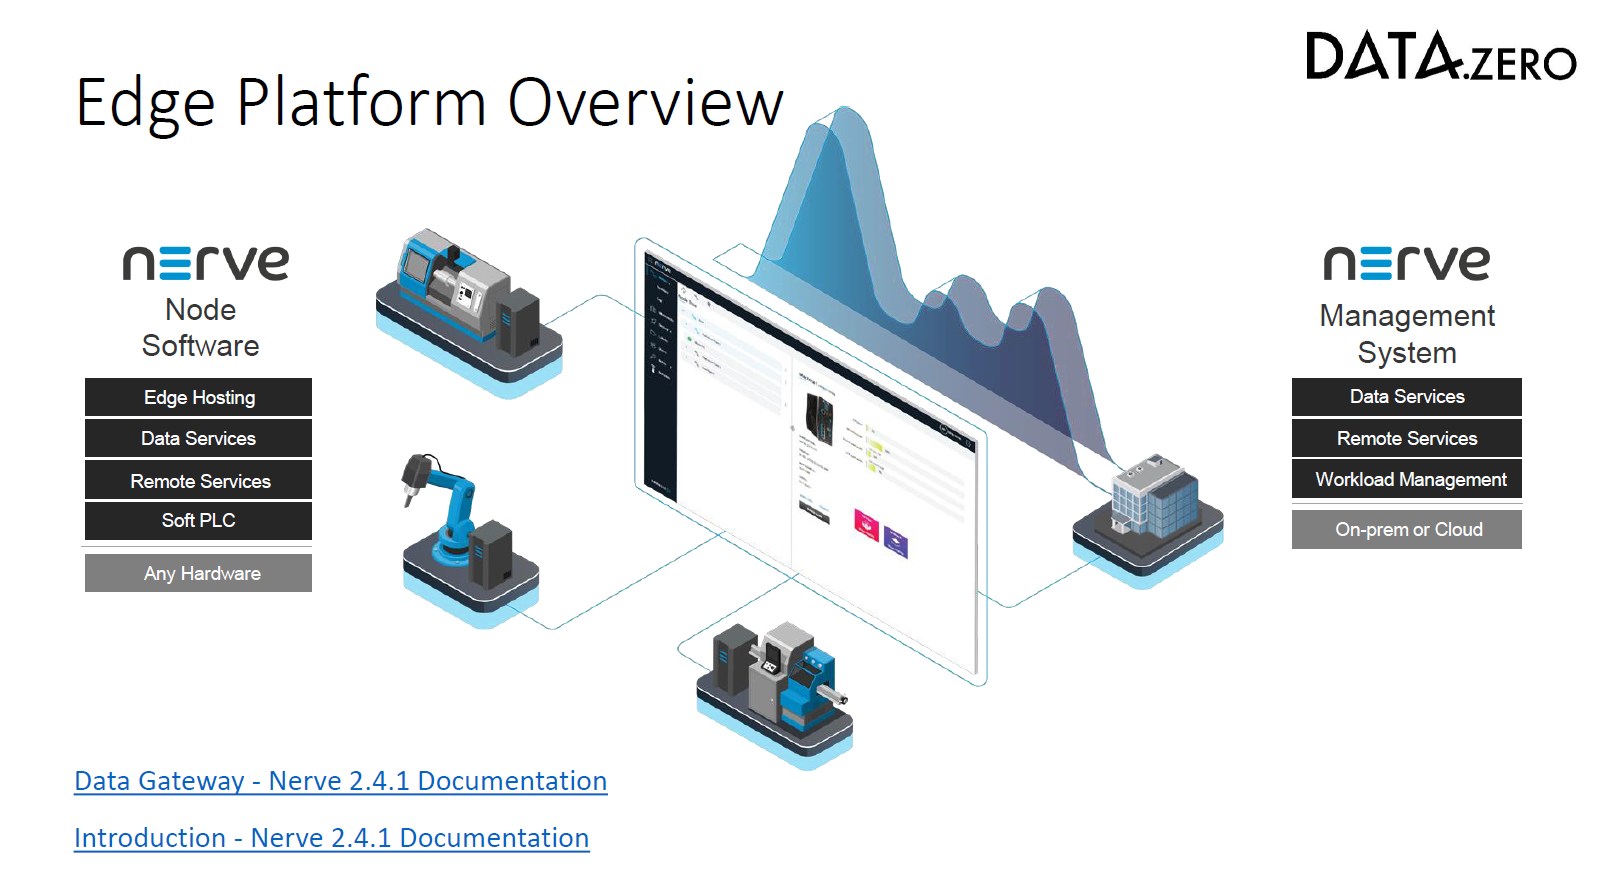 DATA.ZERO
Edge Platform Overview
nerve
Node
Software
Edge Hosting
Data Services
Remote Services
Soft PLC
Any Hardware
nerve
nerve
Management
System
Data Services
Remote Services
Workload Management
On-prem or Cloud
Data Gateway - Nerve 2.4.1 Documentation
Introduction - Nerve 2.4.1 Documentation